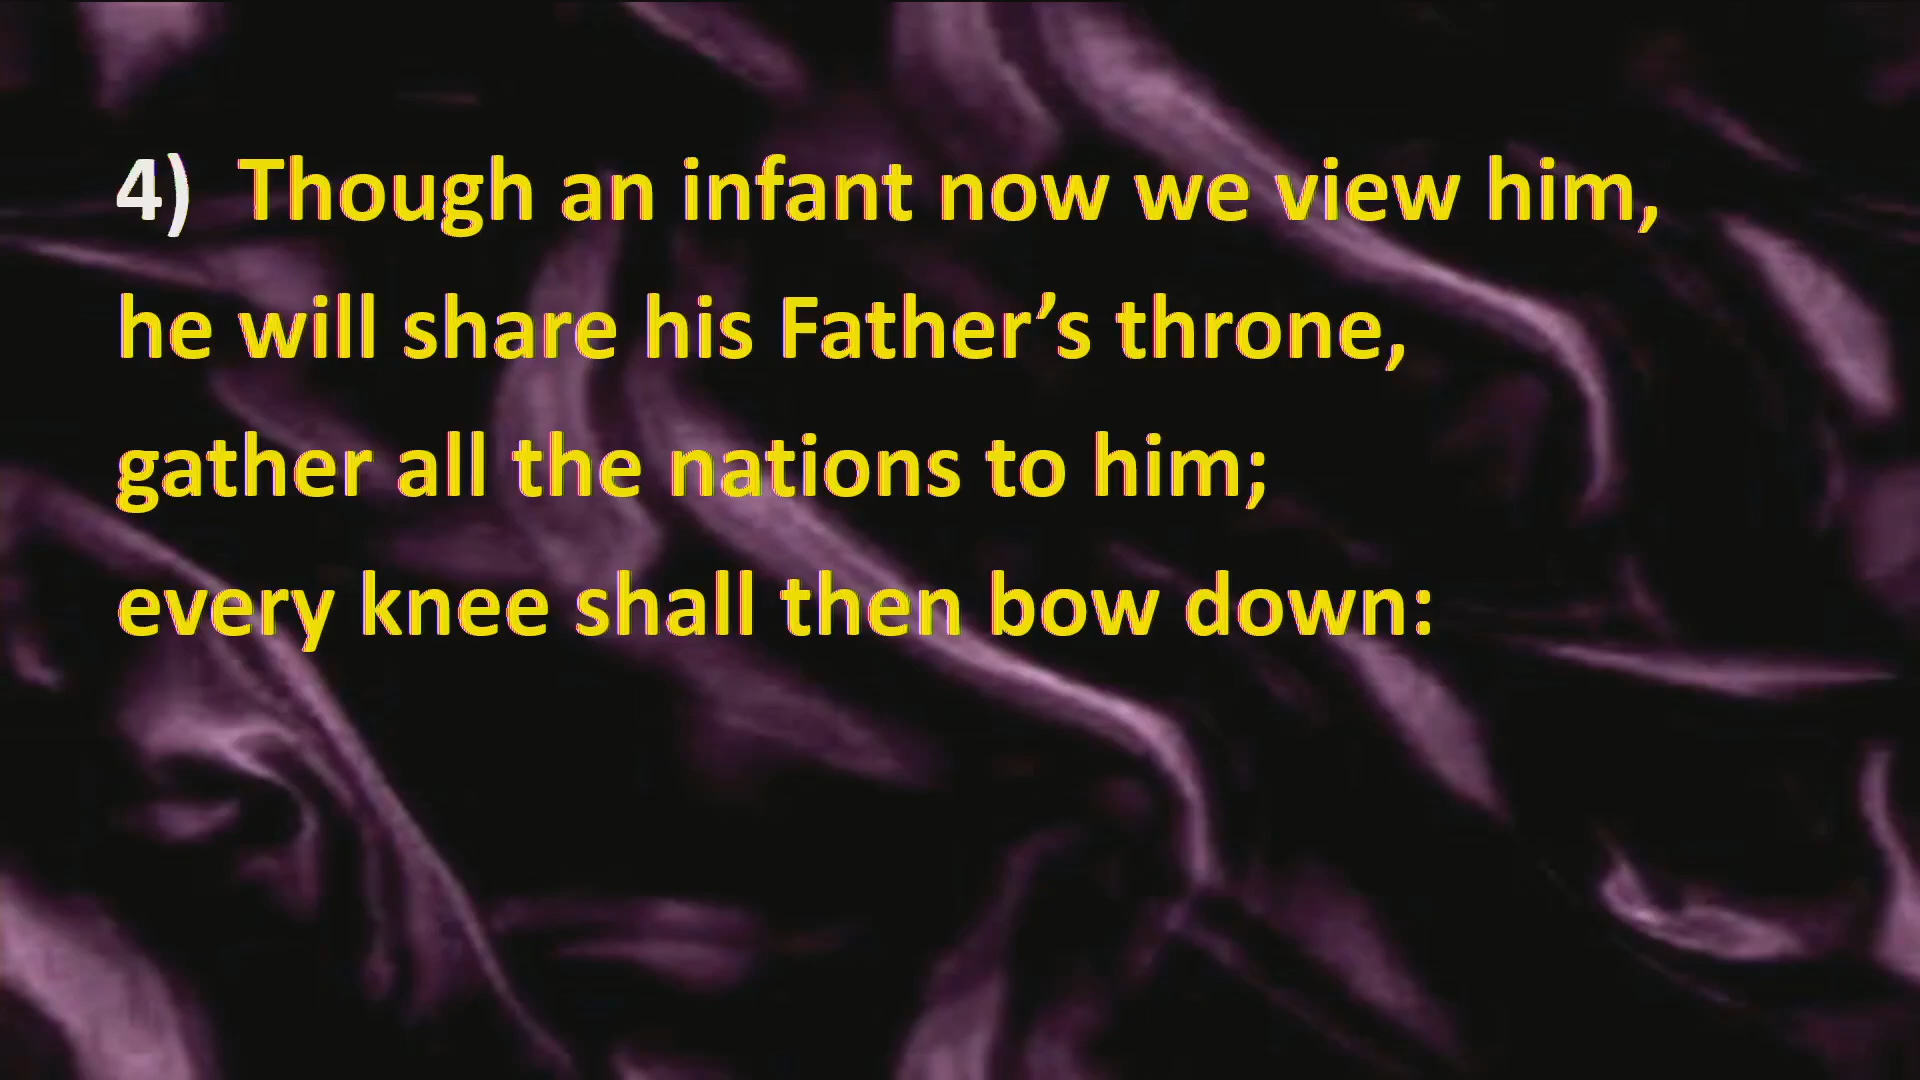 4) Though an infant now we view him,
he will share his Father’s throne,
gather all the nations to him;
every knee shall then bow down: